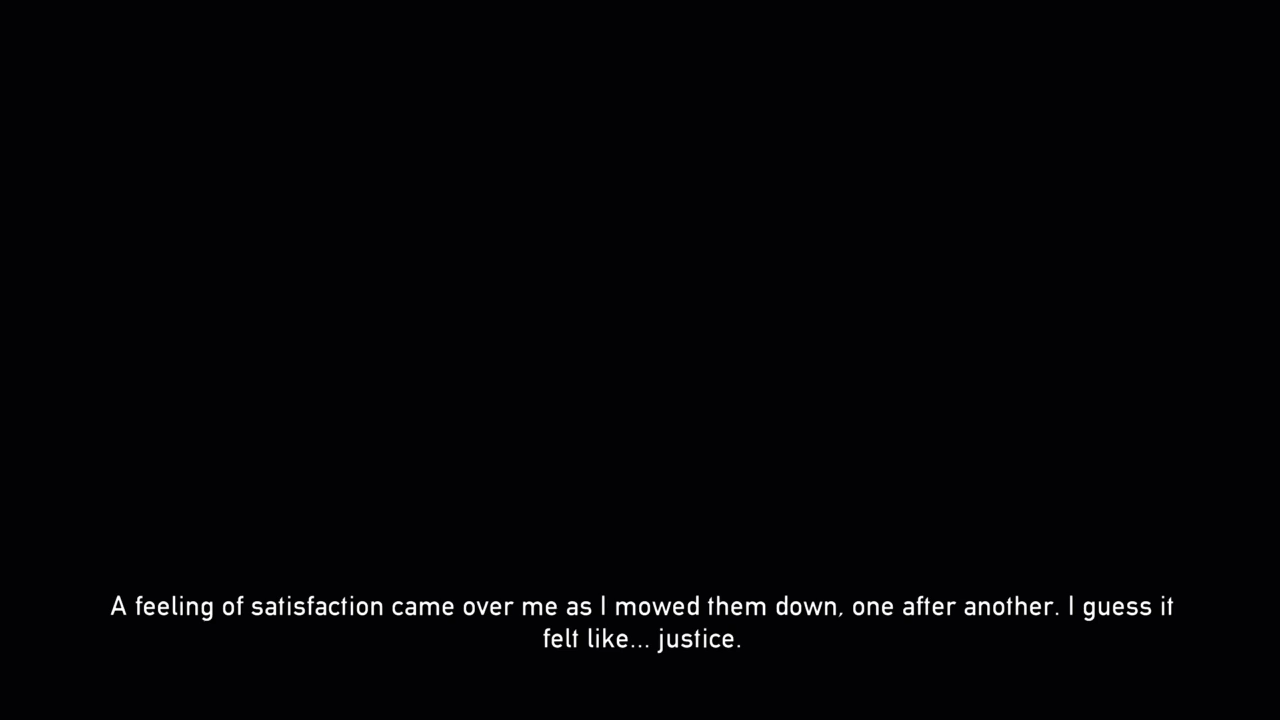 A feeling of satisfaction came over me as I mowed them down, one after another. I guess it
felt like... justice.